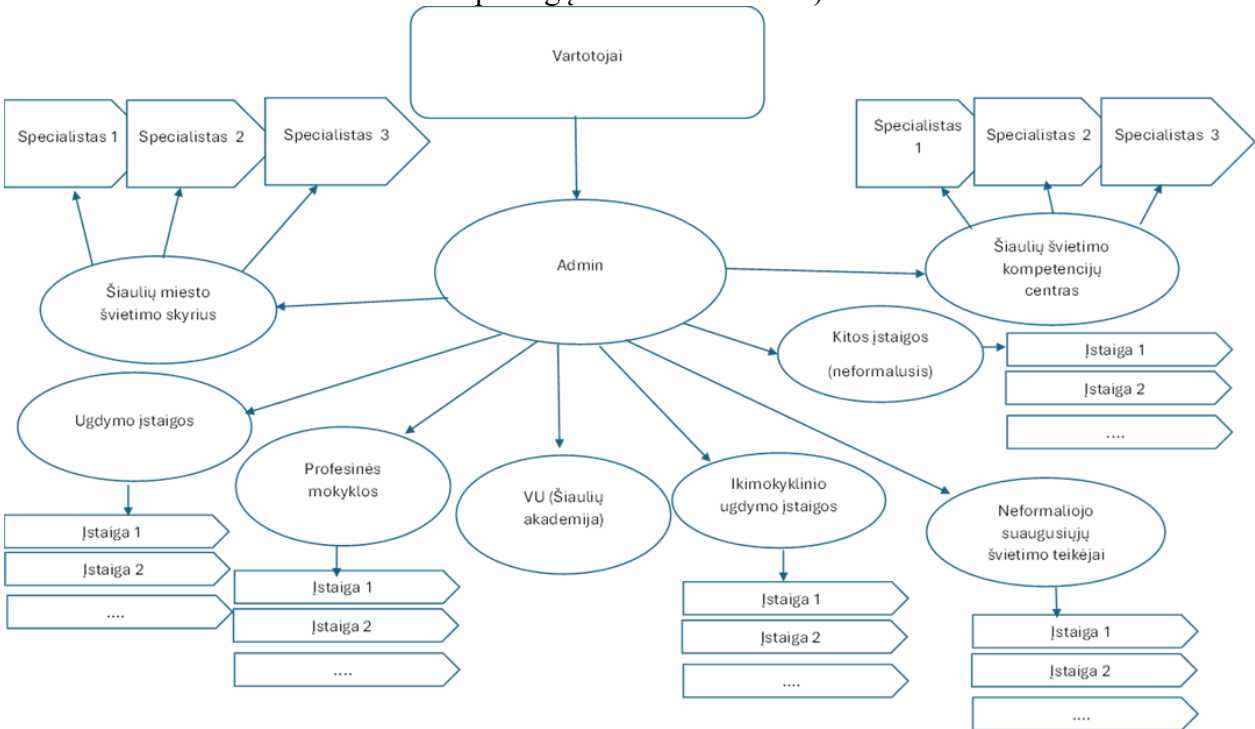 Vartotojai
Specialistas 1
Specialistas 2
Specialistas 3
Specialistas
1
Specialistas 2
Specialistas 3
Admin
Šiaulių miesto
švietimo skyrius
Šiaulių švietimo
kompetencijų
centras
Kitos įstaigos
(neformalusis)
Įstaiga 1
Įstaiga 2
....
Ugdymo įstaigos
Įstaiga 1
Įstaiga 2
....
Profesinės
mokyklos
Įstaiga 1
Įstaiga 2
....
VU (Šiaulių
akademija)
Ikimokyklinio
ugdymo įstaigos
Įstaiga 1
Įstaiga 2
....
Neformaliojo
suaugusiųjų
švietimo teikėjai
Įstaiga 1
Įstaiga 2
....